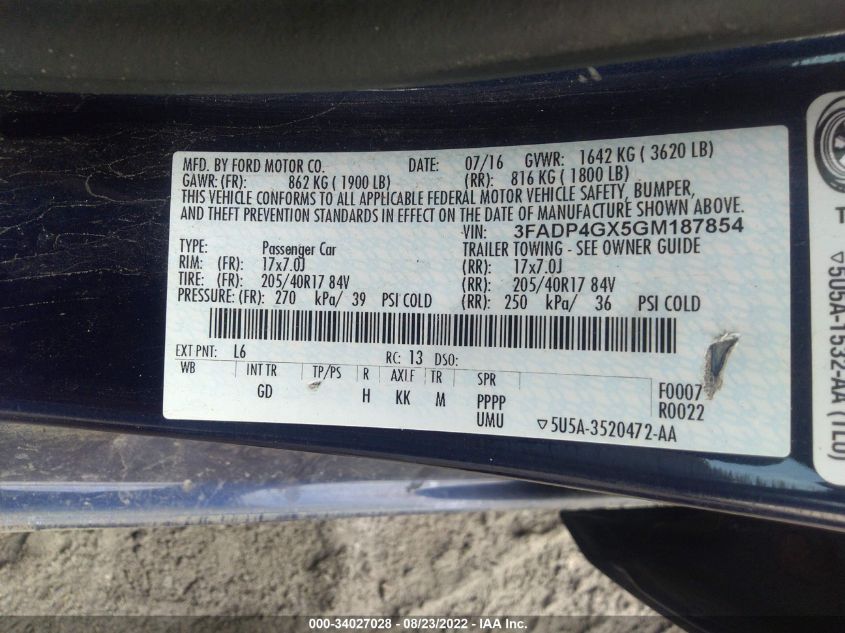 MFD. BY FORD MOTOR CO. DATE: 07/16 GVWR: 1642 KG ( 3620 LB)
GAWR: (FR): 862 KG ( 1900 LB) (RR): 816 KG ( 1800 LB)
THIS VEHICLE CONFORMS TO ALL APPLICABLE FEDERAL MOTOR VEHICLE SAFETY, BUMPER,
AND THEFT PREVENTION STANDARDS IN EFFECT ON THE DATE OF MANUFACTURE SHOWN ABOVE.
VIN: 3FADP4GX5GM187854
TYPE: Passenger Car TRAILER TOWING - SEE OWNER GUIDE
RIM: (FR): 17x7.0J (RR): 17x7.0J
TIRE: (FR): 205/40R17 84V (RR): 205/40R17 84V
PRESSURE: (FR): 270 kPa/ 39 PSI COLD (RR): 250 kPa/ 36 PSI COLD
EXT PNT: L6 RC: 13 DSO:
WB INT TR TP/PS R AXLE TR SPR
GD H KK M PPPP
UMU
F0007
R0022
▽5U5A-3520472-AA
▽5U5A-1532-AA (TLU)
000-34027028 - 08/23/2022 - IAA Inc.